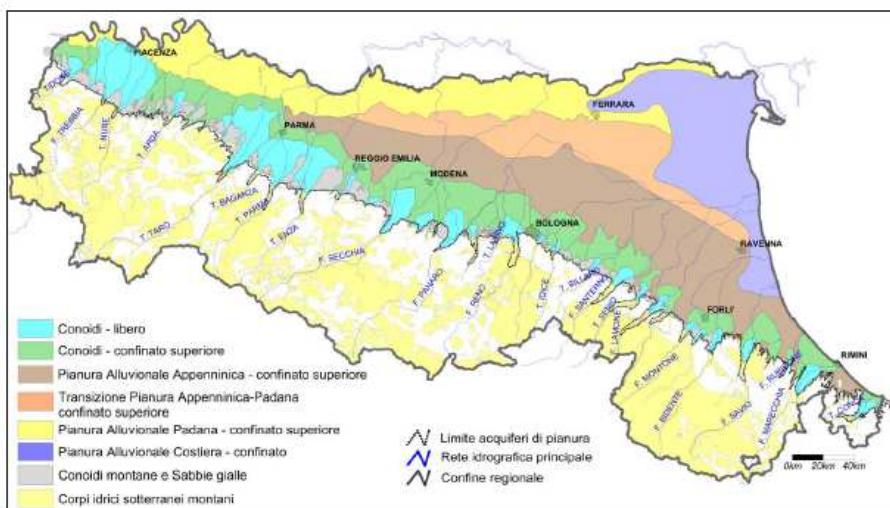 PIACENZA
T. TIDONE
F. TREBBIA
T. NURE
T. ARDA
PARMA
FERRARA
REGGIO EMILIA
MODENA
T. BAGANZA
T. PARMA
T. TARO
T. ENZA
F. SECCHIA
BOLOGNA
RAVENNA
F. PANARO
F. RENO
T. LAVINO
T. IDICE
F. SANTERNO
T. SENIO
F. LAMONE
FORLI'
F. MONTONE
F. BIDENTE
F. SAVIO
F. MARECCHIA
RIMINI
T. CONCA
Conoidi - libero
Conoidi - confinato superiore
Pianura Alluvionale Appenninica - confinato superiore
Transizione Pianura Appenninica-Padana
confinato superiore
Pianura Alluvionale Padana - confinato superiore
Pianura Alluvionale Costiera - confinato
Conoidi montane e Sabbie gialle
Corpi idrici sotterranei montani
Limite acquiferi di pianura
Rete idrografica principale
Confine regionale
0km 20km 40km